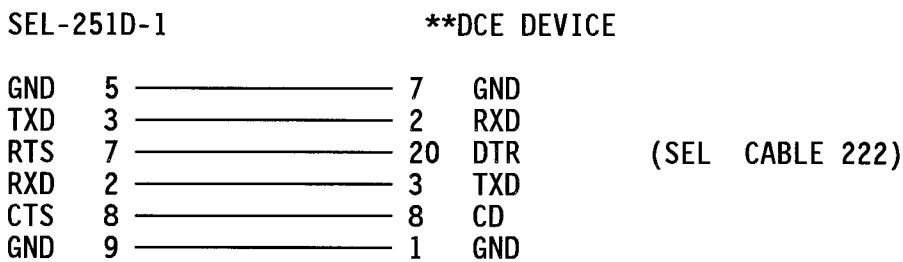 SEL-251D-1 **DCE DEVICE
GND 5 7 GND
TXD 3 2 RXD
RTS 7 20 DTR (SEL CABLE 222)
RXD 2 3 TXD
CTS 8 8 CD
GND 9 1 GND